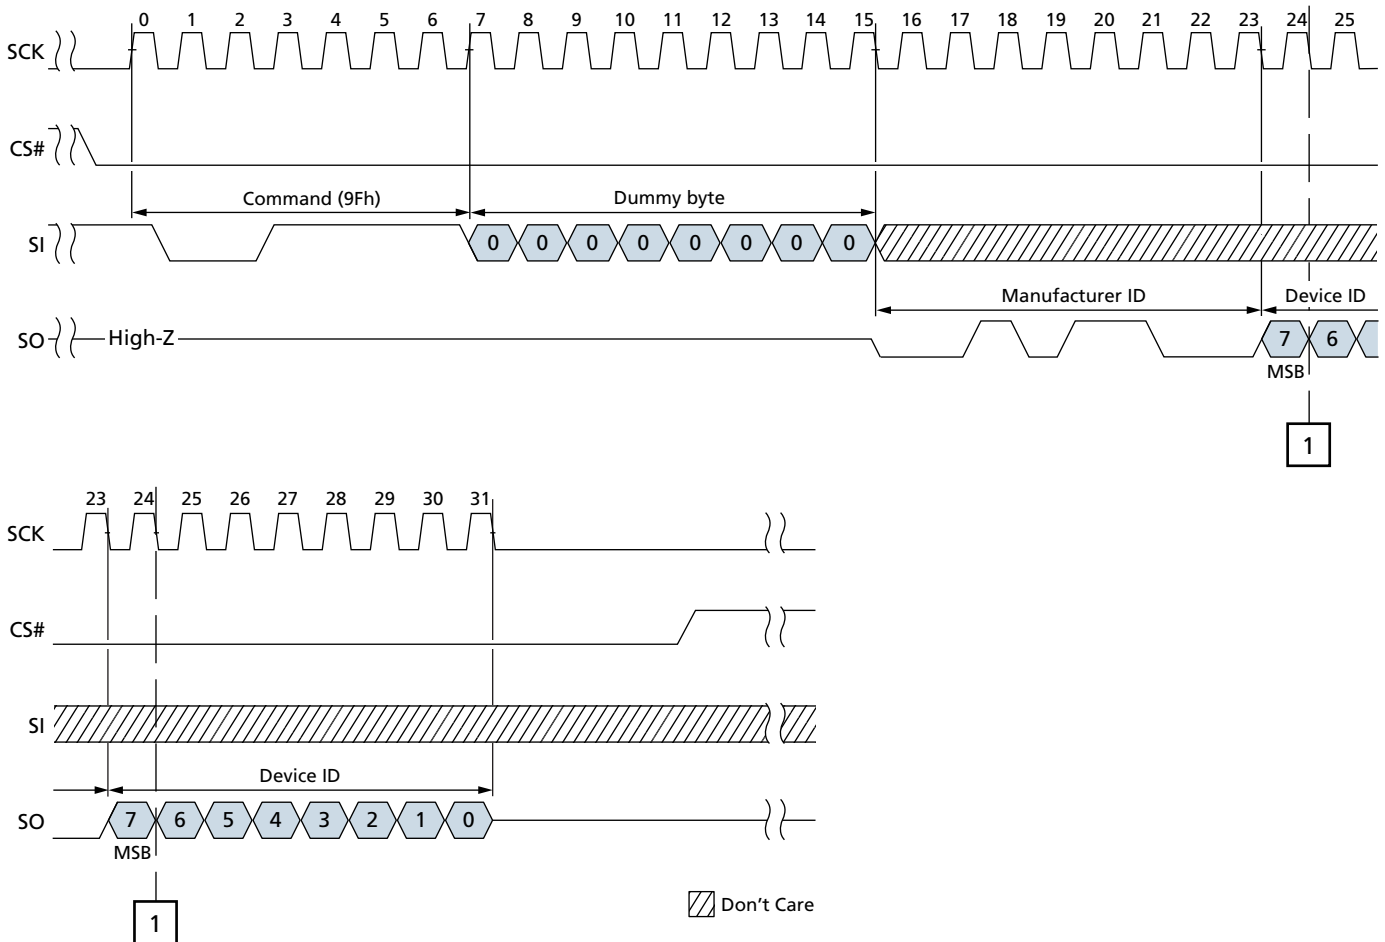 0 1 2 3 4 5 6 7 8 9 10 11 12 13 14 15 16 17 18 19 20 21 22 23 24 25
SCK
CS#
Command (9Fh) Dummy byte
SI 0 0 0 0 0 0 0 0
Manufacturer ID Device ID
SO High-Z 7 6
MSB
1
23 24 25 26 27 28 29 30 31
SCK
CS#
SI
Device ID
SO 7 6 5 4 3 2 1 0
MSB
Don't Care
1